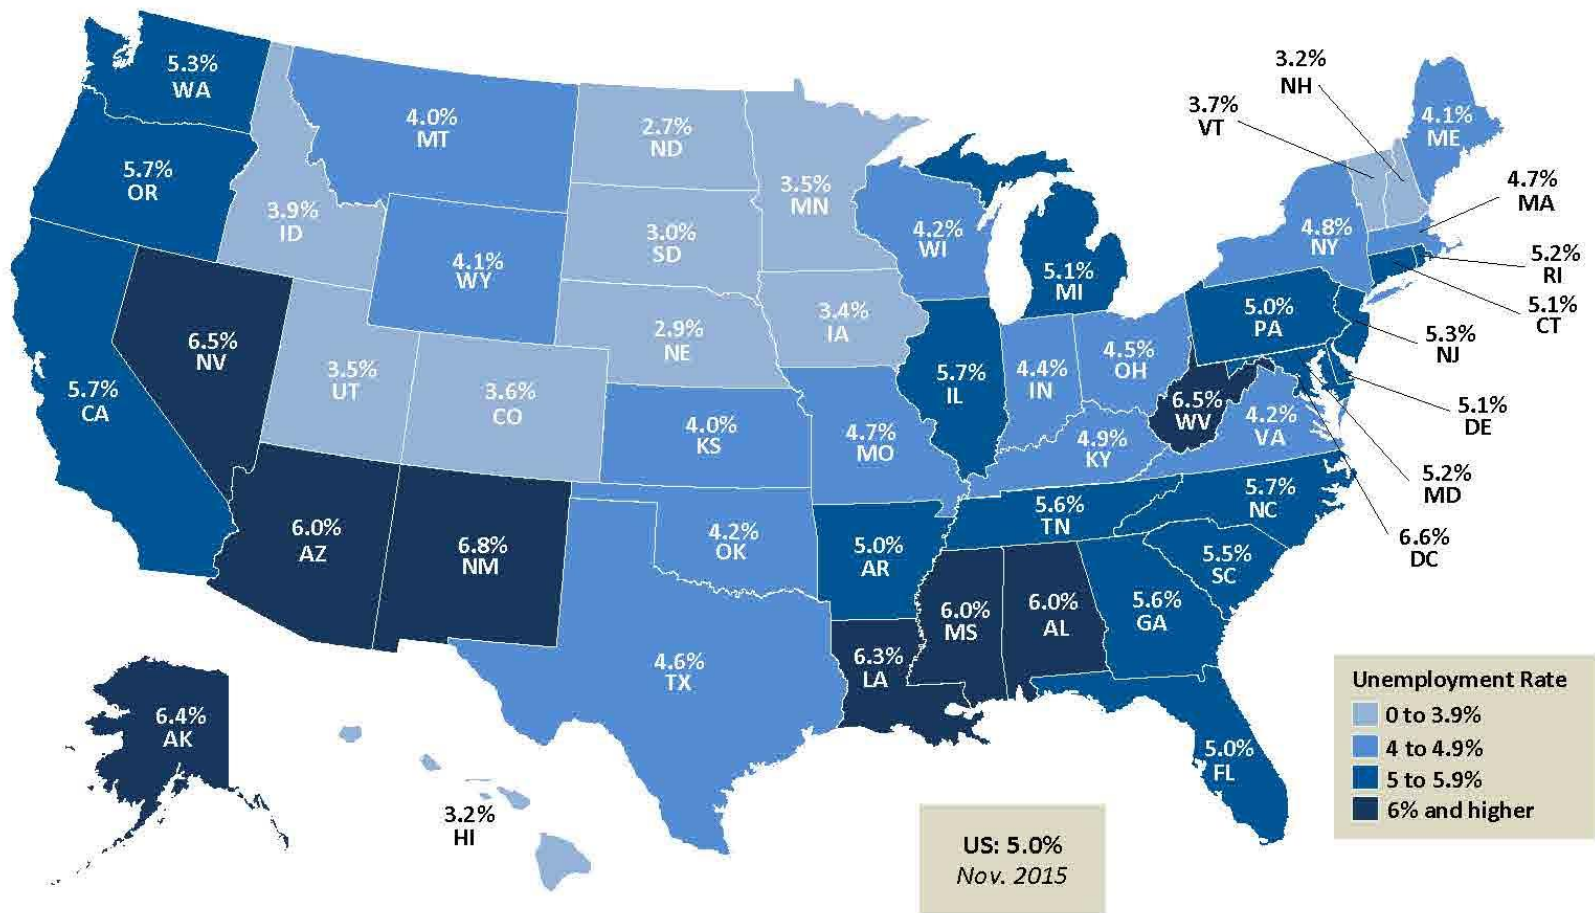 5.3%
WA
5.7%
OR
5.7%
CA
6.5%
NV
3.9%
ID
4.0%
MT
4.1%
WY
3.5%
UT
3.6%
CO
6.0%
AZ
6.8%
NM
2.7%
ND
3.0%
SD
2.9%
NE
4.0%
KS
4.2%
OK
4.6%
TX
3.5%
MN
3.4%
IA
4.7%
MO
5.0%
AR
6.3%
LA
4.2%
WI
5.7%
IL
5.1%
MI
4.4%
IN
4.5%
OH
4.9%
KY
5.6%
TN
6.0%
MS
6.0%
AL
5.6%
GA
5.0%
FL
5.5%
SC
5.7%
NC
4.2%
VA
6.5%
WV
5.0%
PA
4.8%
NY
3.7%
VT
3.2%
NH
4.1%
ME
4.7%
MA
5.2%
RI
5.1%
CT
5.3%
NJ
5.1%
DE
5.2%
MD
6.6%
DC
6.4%
AK
3.2%
HI
US: 5.0%
Nov. 2015
Unemployment Rate
0 to 3.9%
4 to 4.9%
5 to 5.9%
6% and higher